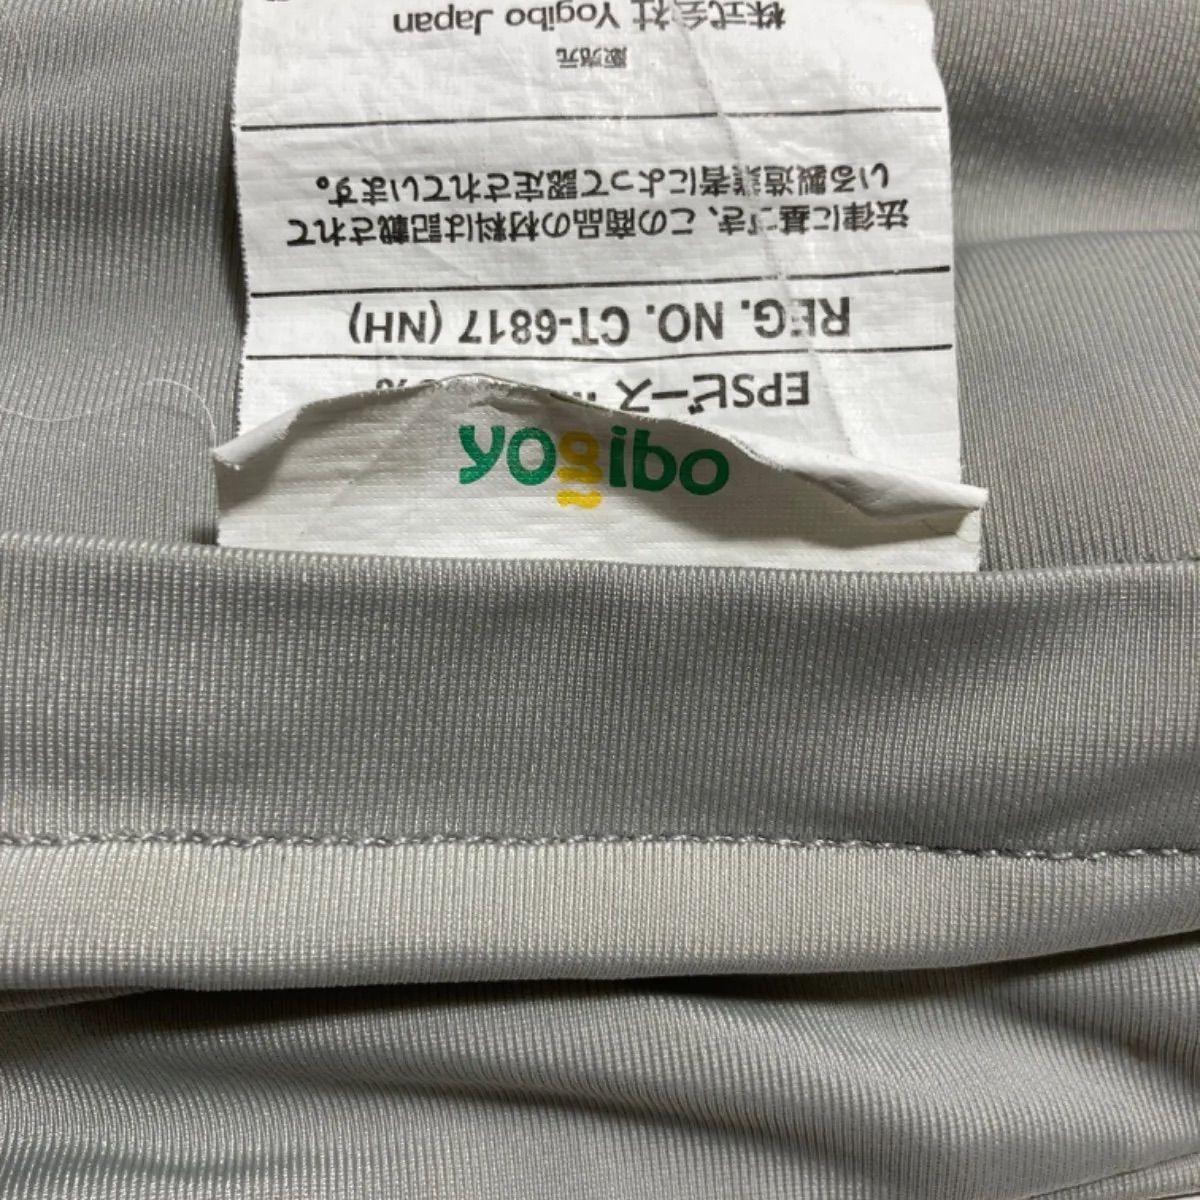 yogibo
EPSビーズ
REG. NO. CT-6817 (NH)
法律に基づき、この商品の材料は記載されて
いる製造業者によって認定されています。
販売元
株式会社 Yogibo Japan